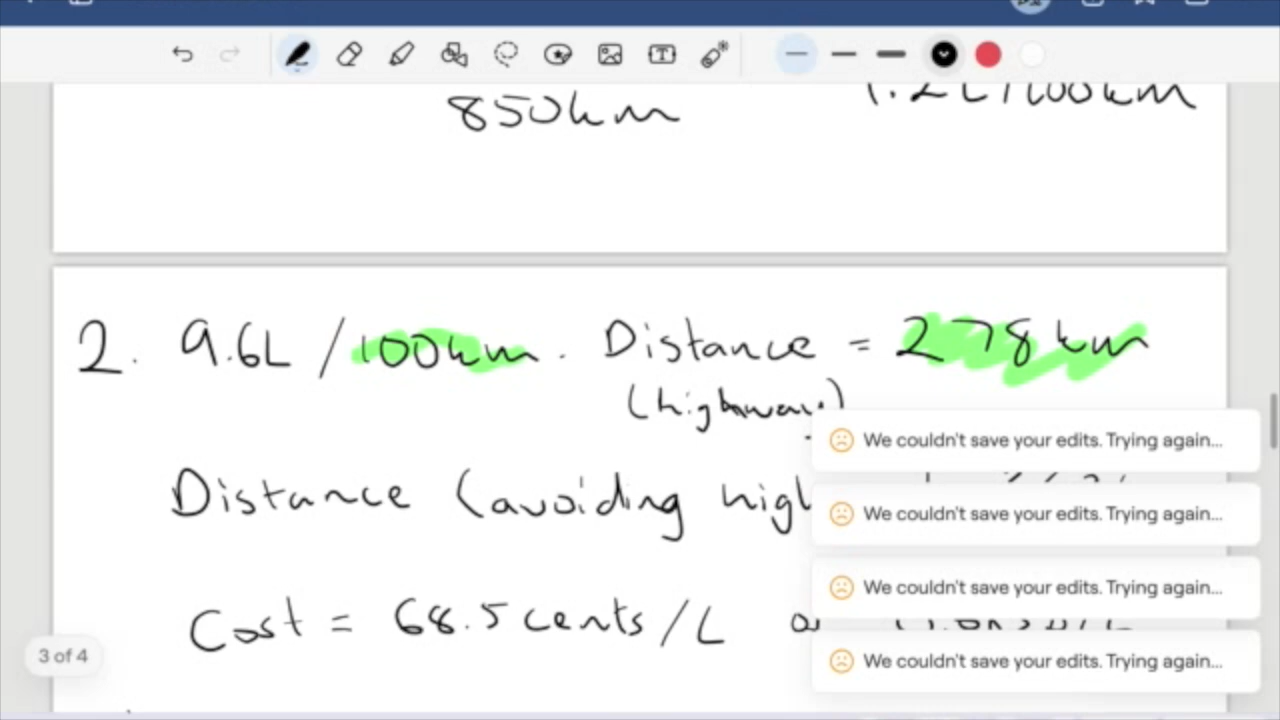 850km
2. 9.6L / 100km. Distance = 278km
(highway)
We couldn't save your edits. Trying again...
Distance (avoiding high
We couldn't save your edits. Trying again...
We couldn't save your edits. Trying again...
Cost = 68.5 cents / L
We couldn't save your edits. Trying again...
3 of 4